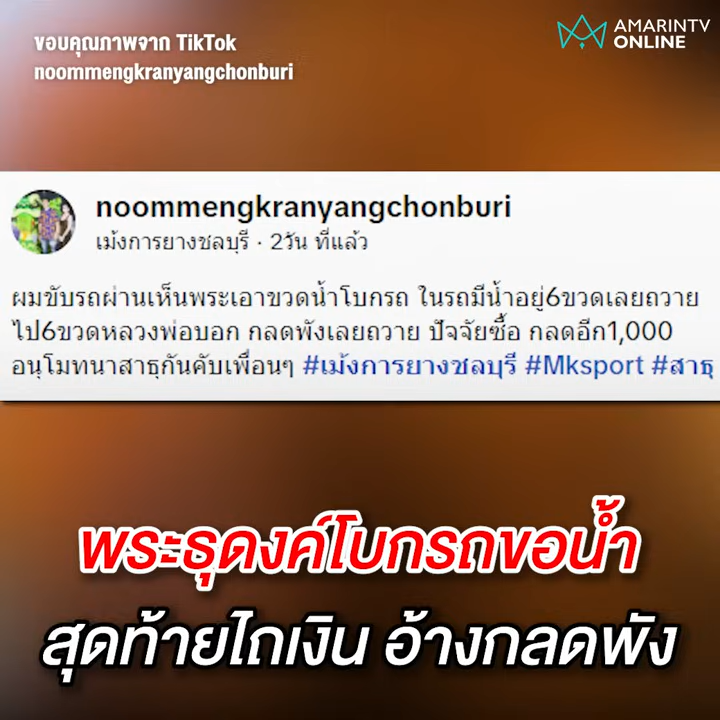 ขอบคุณภาพจาก TikTok
noommengkranyangchonburi
AMARINTV
ONLINE
noommengkranyangchonburi
เม้งการยางชลบุรี · 2วัน ที่แล้ว
ผมขับรถผ่านเห็นพระเอาขวดน้ำโบกรถ ในรถมีน้ำอยู่6ขวดเลยถวาย
ไป6ขวดหลวงพ่อบอก กลดพังเลยถวาย ปัจจัยซื้อ กลดอีก1,000
อนุโมทนาสาธุกันคับเพื่อนๆ #เม้งการยางชลบุรี #Mksport #สาธุ
พระธุดงค์โบกรถขอน้ำ
สุดท้ายไถเงิน อ้างกลดพัง